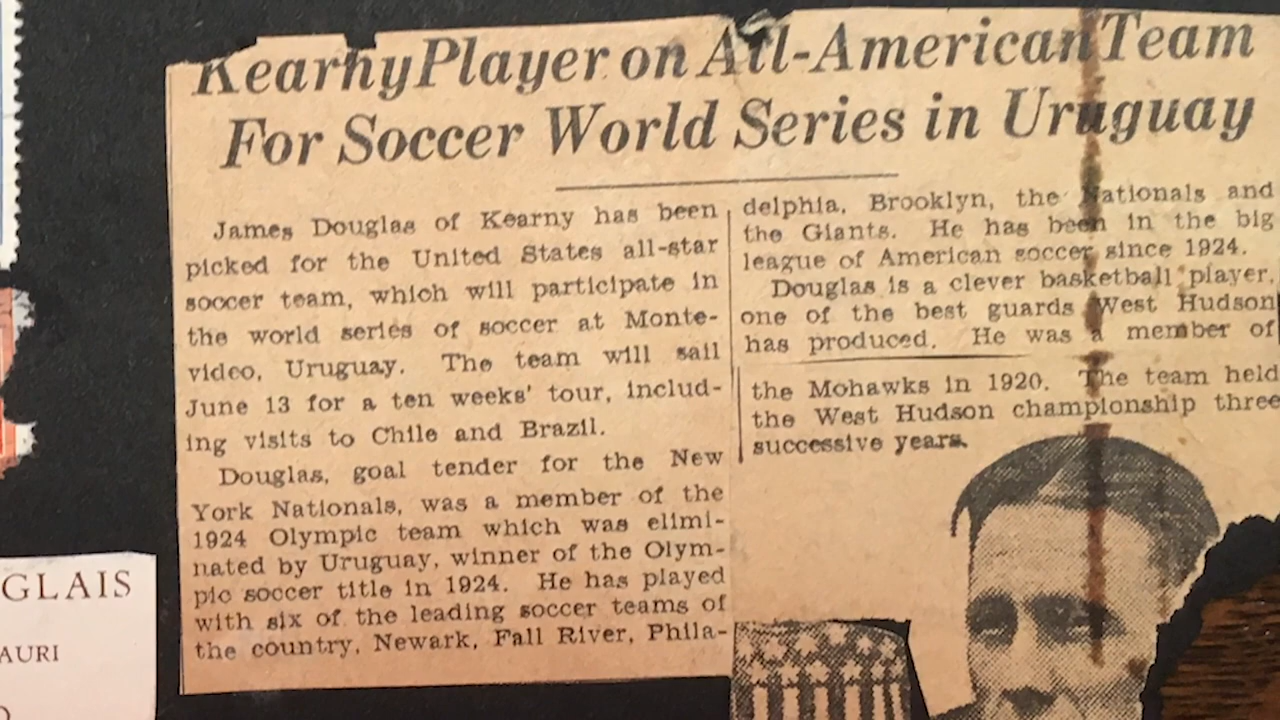 Kearny Player on All-American Team
For Soccer World Series in Uruguay
James Douglas of Kearny has been
picked for the United States all-star
soccer team, which will participate in
the world series of soccer at Monte-
video, Uruguay. The team will sail
June 13 for a ten weeks' tour, includ-
ing visits to Chile and Brazil.
Douglas, goal tender for the New
York Nationals, was a member of the
1924 Olympic team which was elimi-
nated by Uruguay, winner of the Olym-
pic soccer title in 1924. He has played
with six of the leading soccer teams of
the country, Newark, Fall River, Phila-
delphia, Brooklyn, the Nationals and
the Giants. He has been in the big
league of American soccer since 1924.
Douglas is a clever basketball player,
one of the best guards West Hudson
has produced. He was a member of
the Mohawks in 1920. The team held
the West Hudson championship three
successive years.
GLAIS
AURI